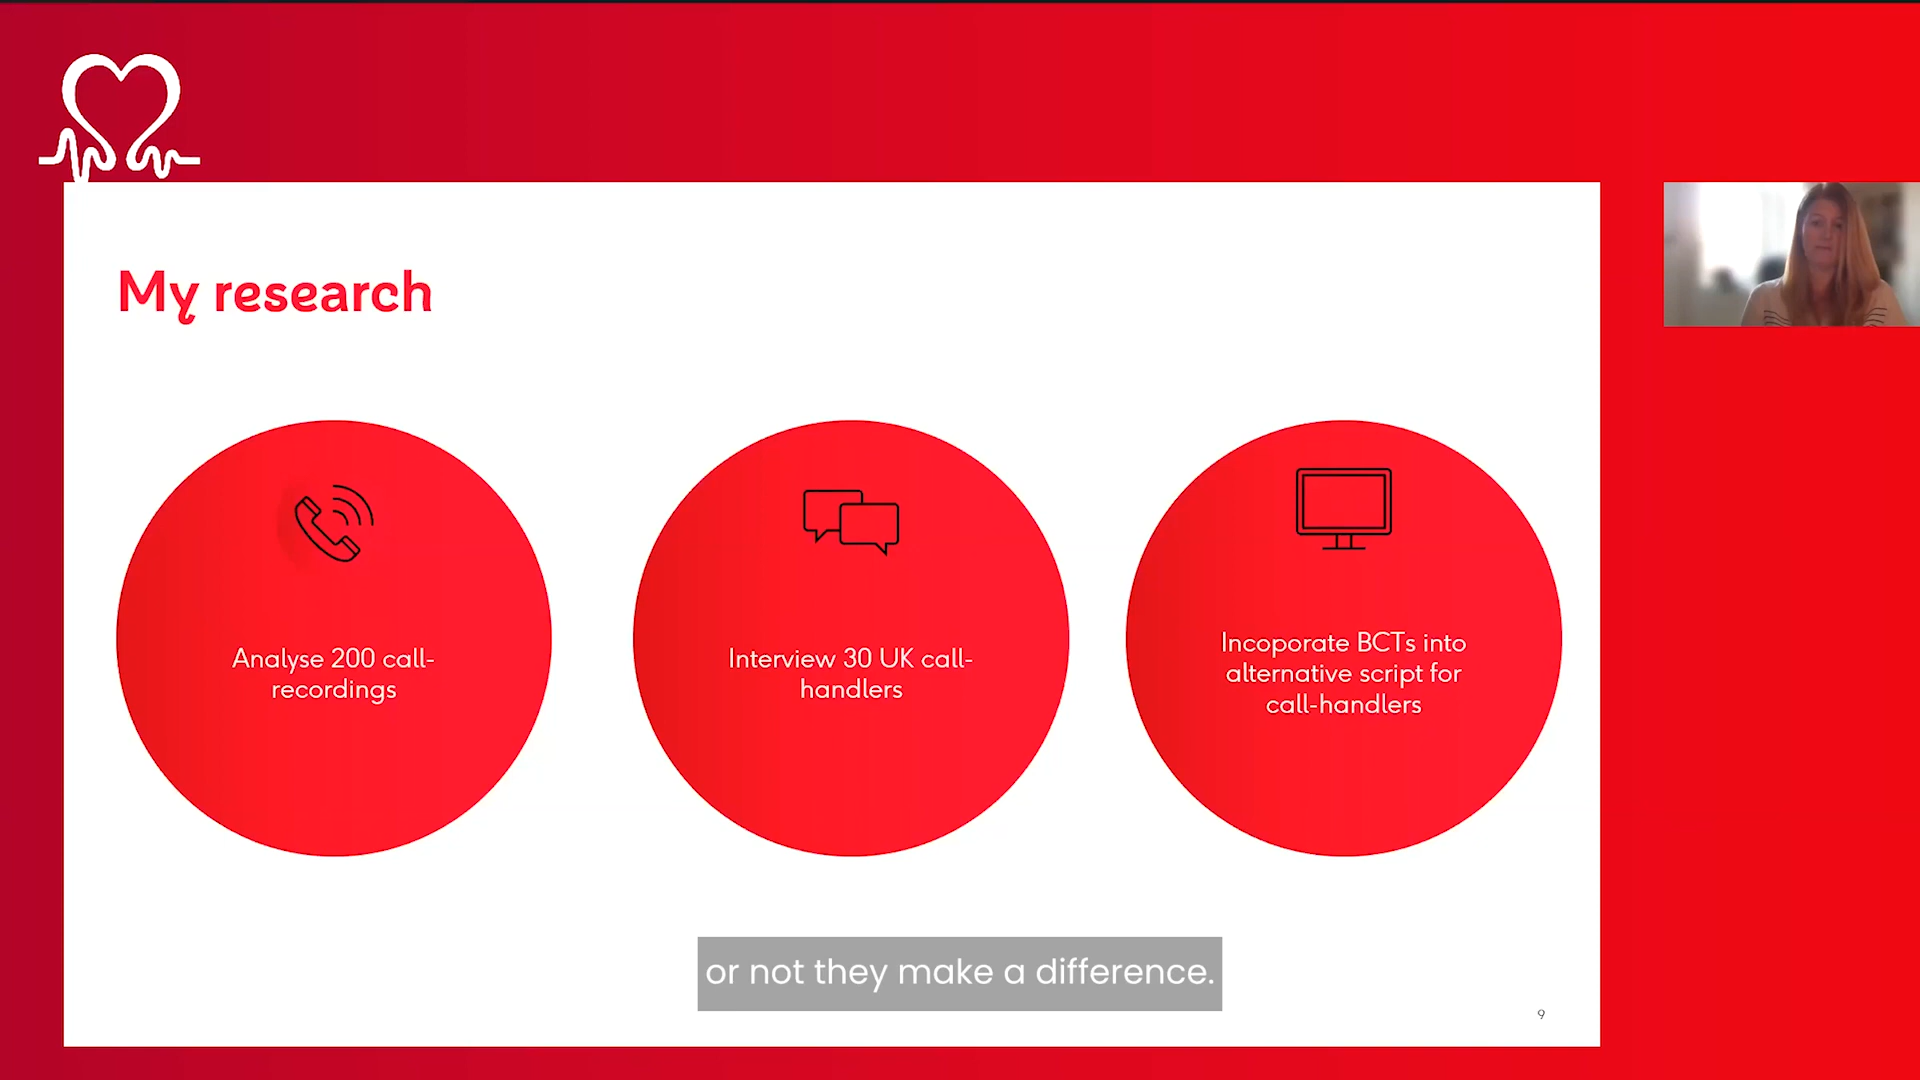 My research
Analyse 200 call-
recordings
Interview 30 UK call-
handlers
Incoporate BCTs into
alternative script for
call-handlers
or not they make a difference.
9